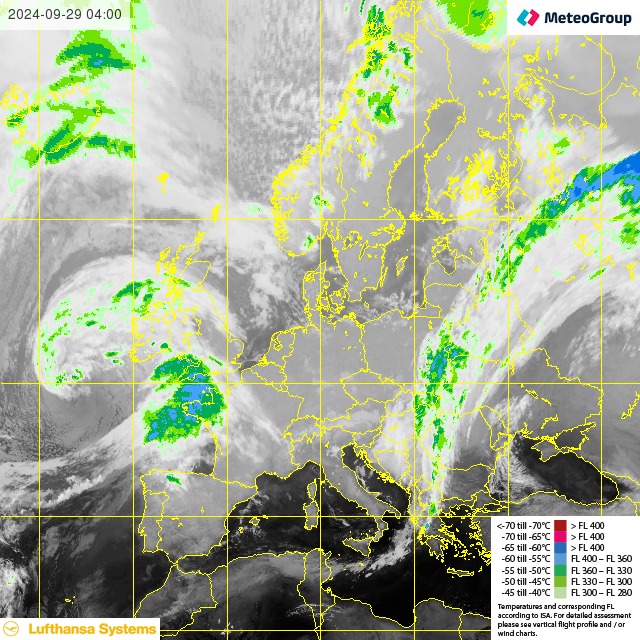 2024-09-29 04:00
MeteoGroup
<-70 till -70°C > FL 400
-70 till -65°C > FL 400
-65 till -60°C > FL 400
-60 till -55°C FL 400 – FL 360
-55 till -50°C FL 360 – FL 330
-50 till -45°C FL 330 – FL 300
-45 till -40°C FL 300 – FL 280
Temperatures and corresponding FL
according to ISA. For detailed assessment
please see vertical flight profile and / or
wind charts.
Lufthansa Systems